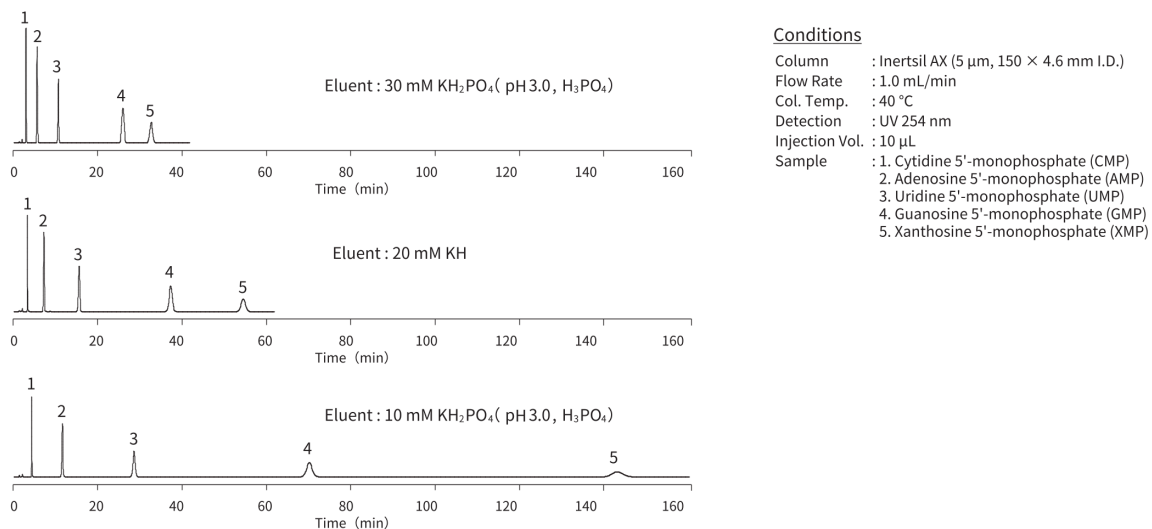 1
2
3
4
5
Eluent : 30 mM KH₂PO₄( pH 3.0, H₃PO₄)
0 20 40 60 80 100 120 140 160
Time (min)
1
2
3
4
5
Eluent : 20 mM KH
0 20 40 60 80 100 120 140 160
Time (min)
1
2
3
4
5
Eluent : 10 mM KH₂PO₄( pH 3.0, H₃PO₄)
0 20 40 60 80 100 120 140 160
Time (min)
Conditions
Column : Inertsil AX (5 μm, 150 × 4.6 mm I.D.)
Flow Rate : 1.0 mL/min
Col. Temp. : 40 °C
Detection : UV 254 nm
Injection Vol. : 10 μL
Sample : 1. Cytidine 5'-monophosphate (CMP)
2. Adenosine 5'-monophosphate (AMP)
3. Uridine 5'-monophosphate (UMP)
4. Guanosine 5'-monophosphate (GMP)
5. Xanthosine 5'-monophosphate (XMP)